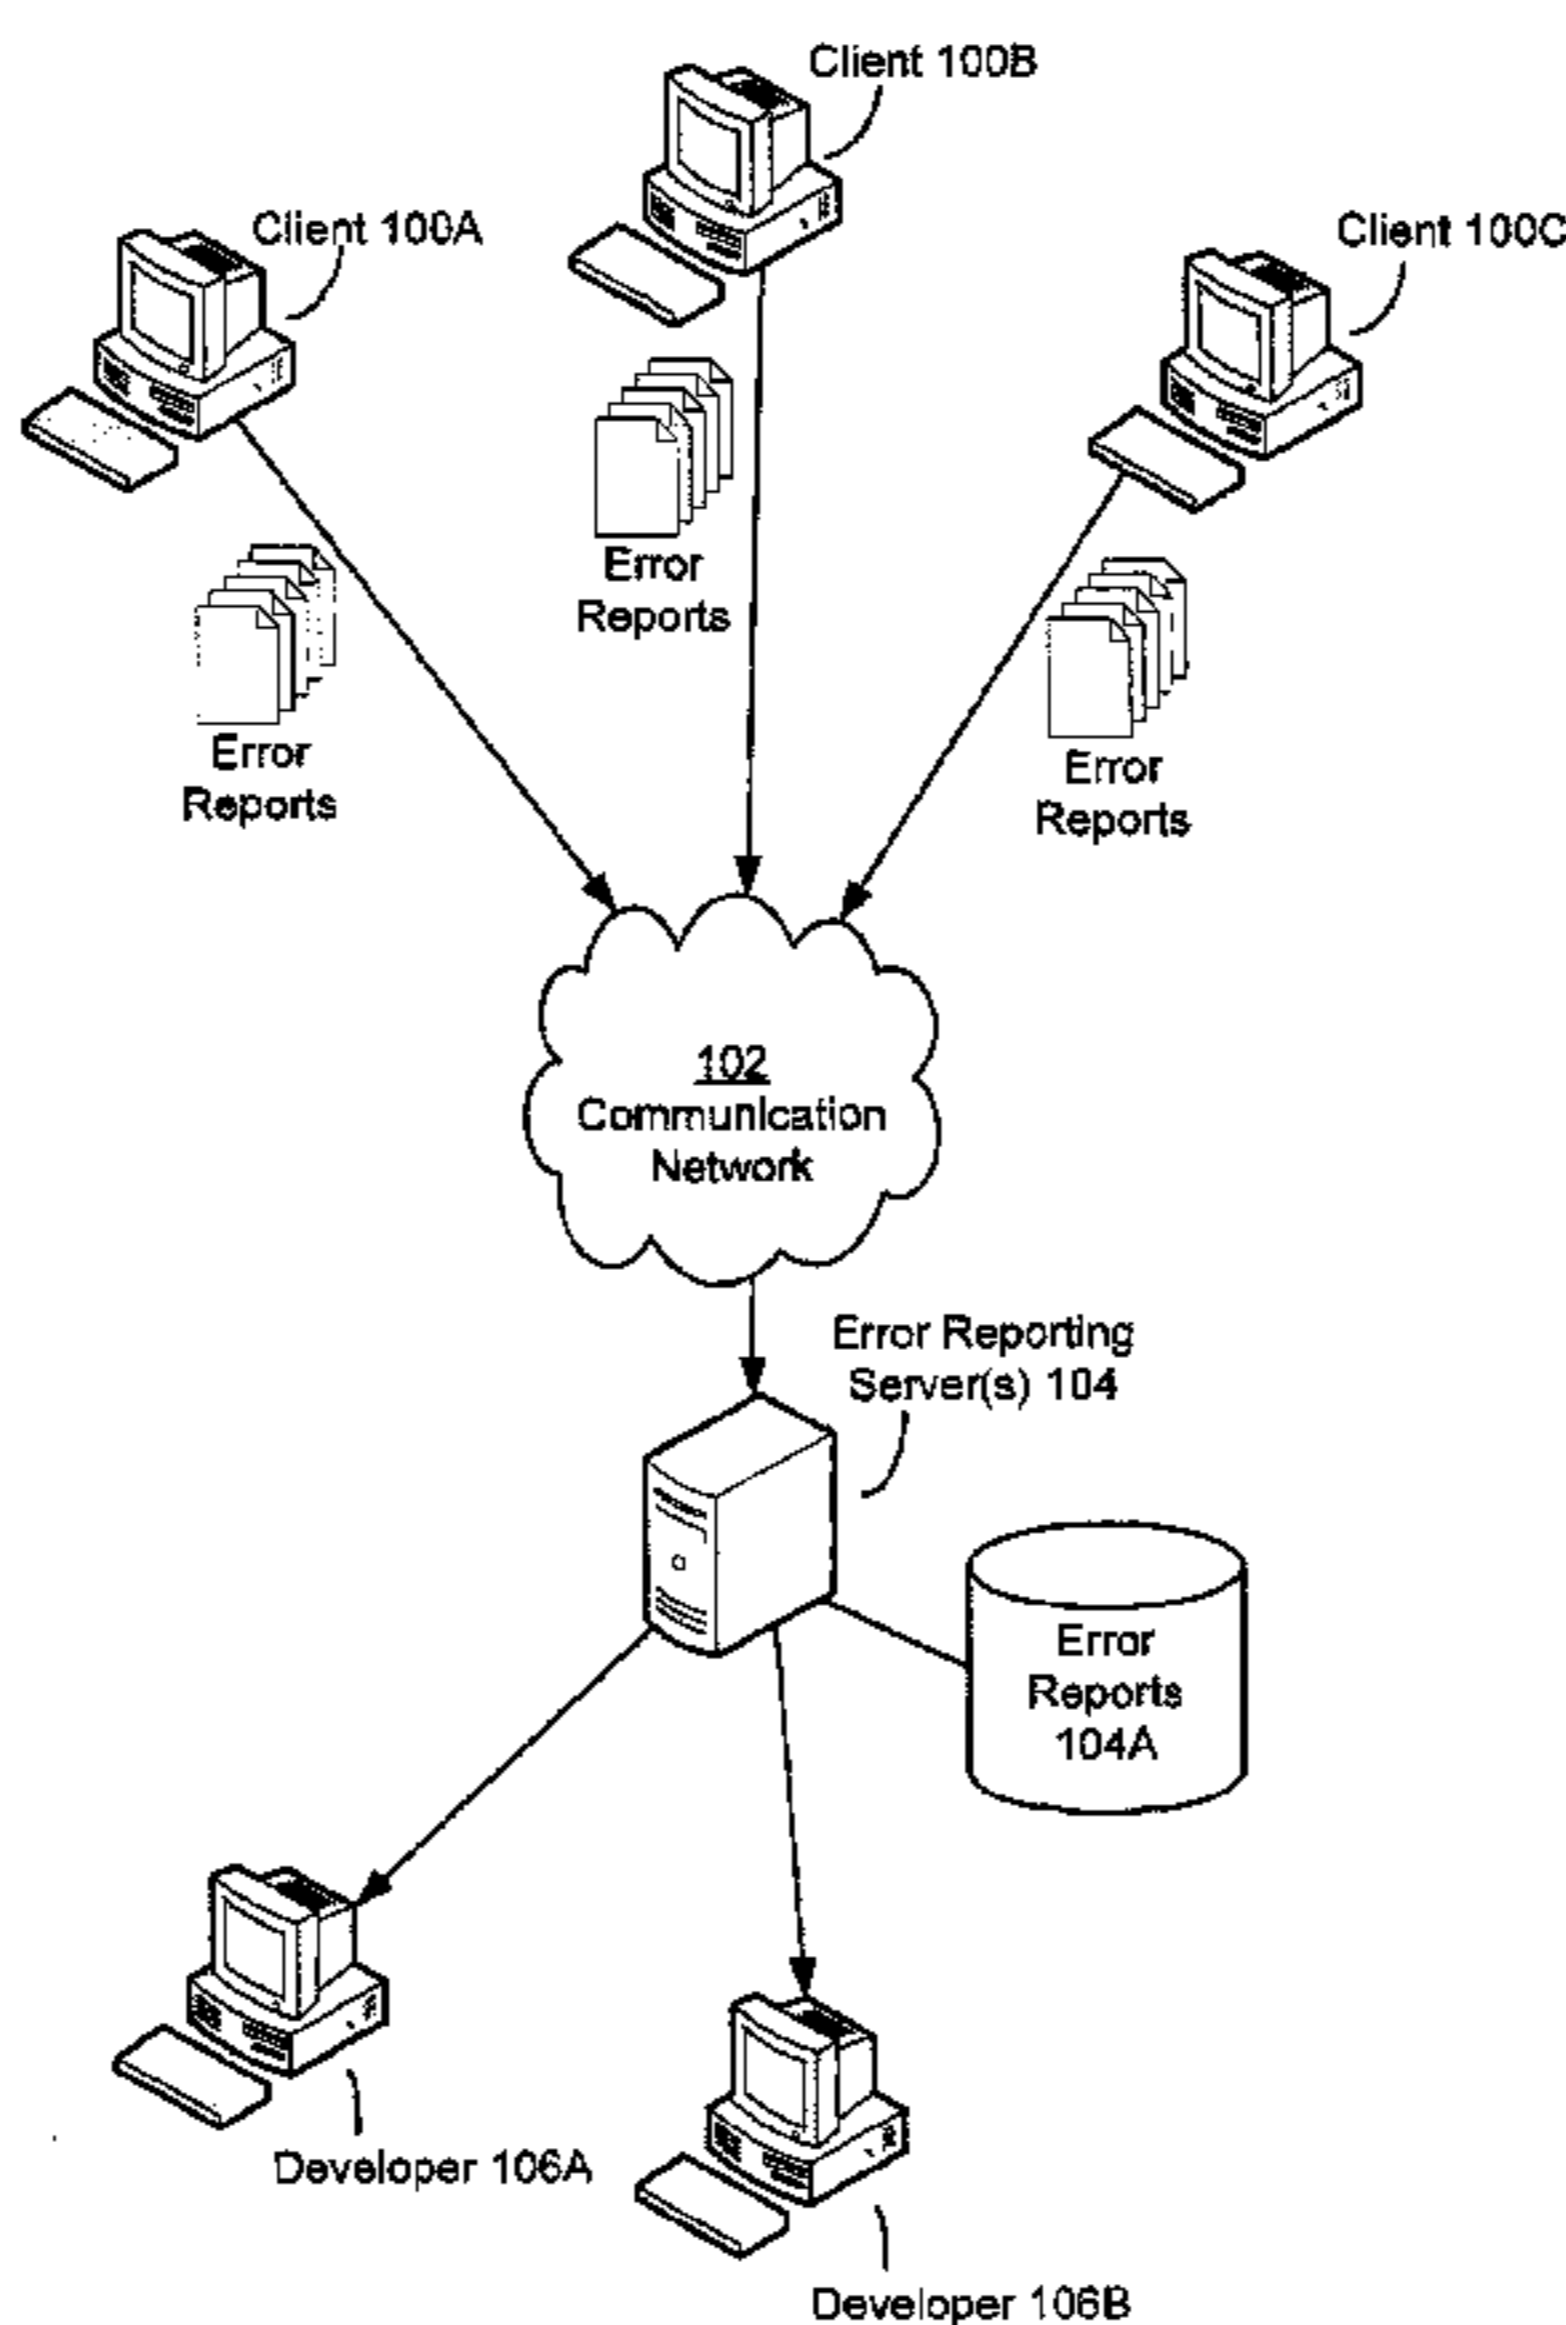 Client 100B
Client 100A
Client 100C
Error
Reports
Error
Reports
Error
Reports
102
Communication
Network
Error Reporting
Server(s) 104
Error
Reports
104A
Developer 106A
Developer 106B